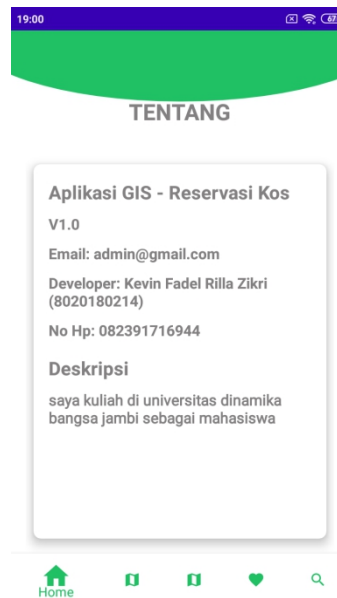 19:00
67
TENTANG
Aplikasi GIS - Reservasi Kos
V1.0
Email: admin@gmail.com
Developer: Kevin Fadel Rilla Zikri
(8020180214)
No Hp: 082391716944
Deskripsi
saya kuliah di universitas dinamika
bangsa jambi sebagai mahasiswa
Home